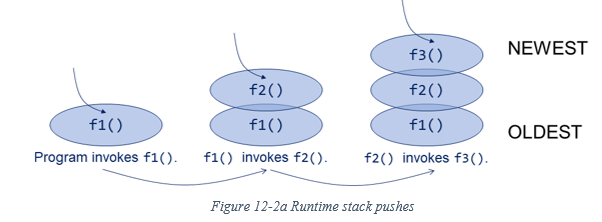 f3()
NEWEST
f2()
f2()
f1()
f1()
f1()
OLDEST
Program invokes f1().
f1() invokes f2().
f2() invokes f3().
Figure 12-2a Runtime stack pushes